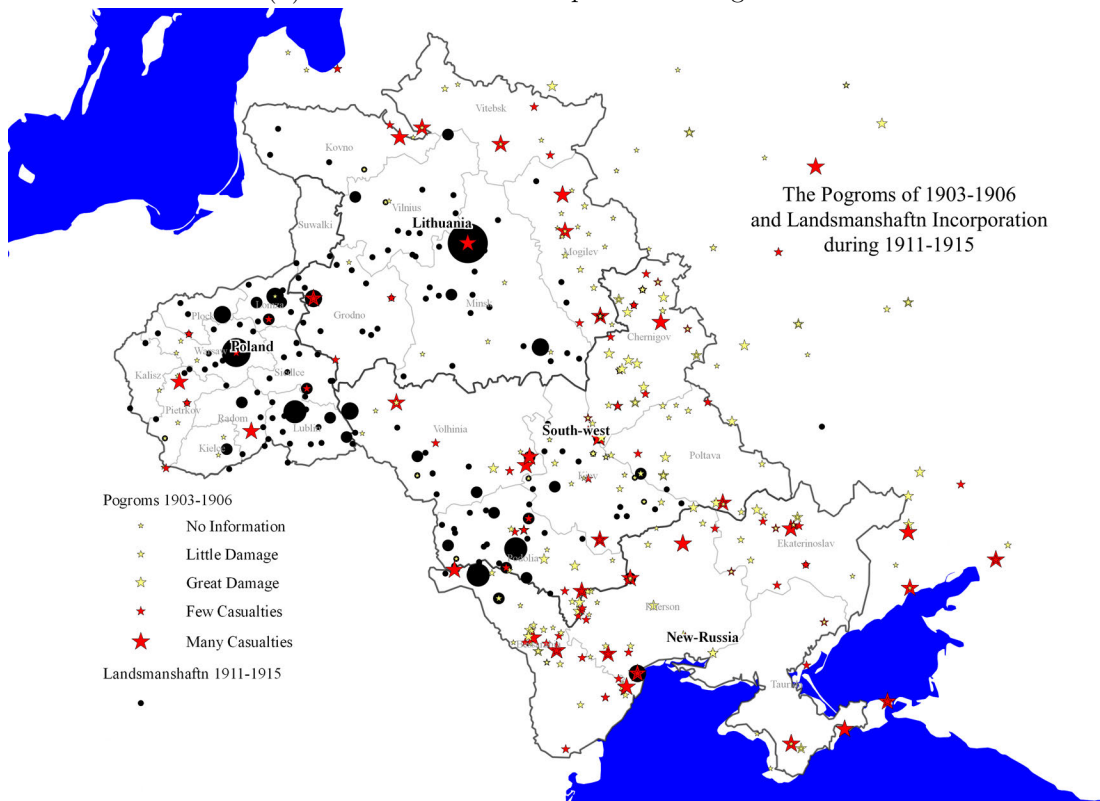 Vitebsk
Kovno
The Pogroms of 1903-1906
and Landsmanshaftn Incorporation
during 1911-1915
Vilnius
Suwalki
Lithuania
Mogilev
Minsk
Grodno
Plock
Chernigov
Warsaw
Poland
Kalisz
Siedlce
Pietrkov
Radom
Lublin
Volhinia
South-west
Kielce
Kiev
Poltava
Pogroms 1903-1906
No Information
Little Damage
Great Damage
Few Casualties
Many Casualties
Landsmanshaftn 1911-1915
Ekaterinoslav
Podolia
Kherson
New-Russia